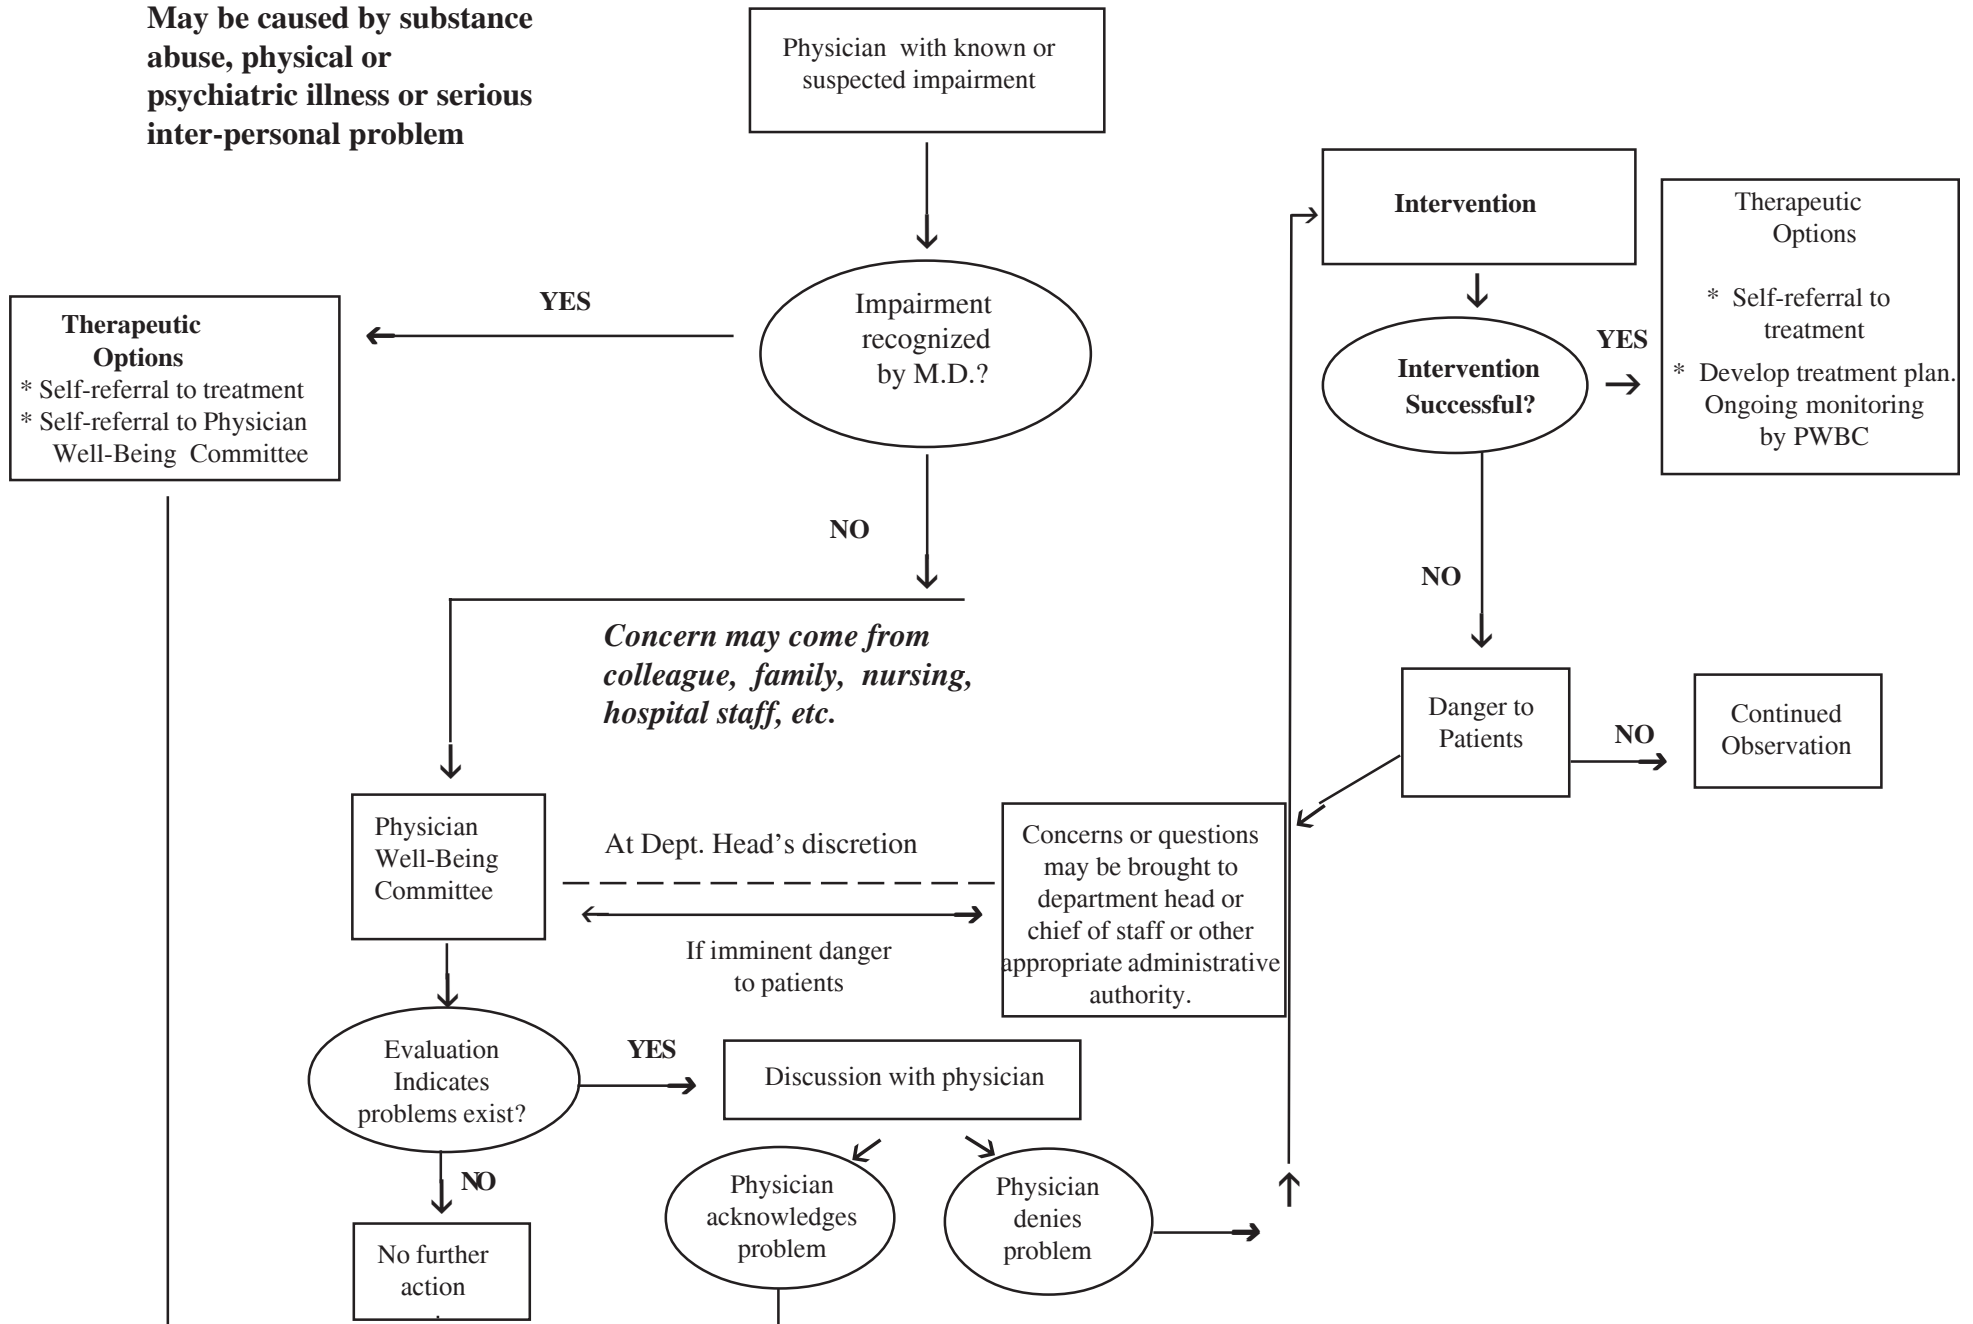 May be caused by substance
abuse, physical or
psychiatric illness or serious
inter-personal problem
Physician with known or
suspected impairment
Impairment
recognized
by M.D.?
YES
Therapeutic
Options
* Self-referral to treatment
* Self-referral to Physician
Well-Being Committee
NO
Concern may come from
colleague, family, nursing,
hospital staff, etc.
Physician
Well-Being
Committee
At Dept. Head's discretion
If imminent danger
to patients
Concerns or questions
may be brought to
department head or
chief of staff or other
appropriate administrative
authority.
Evaluation
Indicates
problems exist?
YES
Discussion with physician
NO
No further
action
Physician
acknowledges
problem
Physician
denies
problem
Intervention
Intervention
Successful?
YES
Therapeutic
Options
* Self-referral to
treatment
* Develop treatment plan.
Ongoing monitoring
by PWBC
NO
Danger to
Patients
NO
Continued
Observation